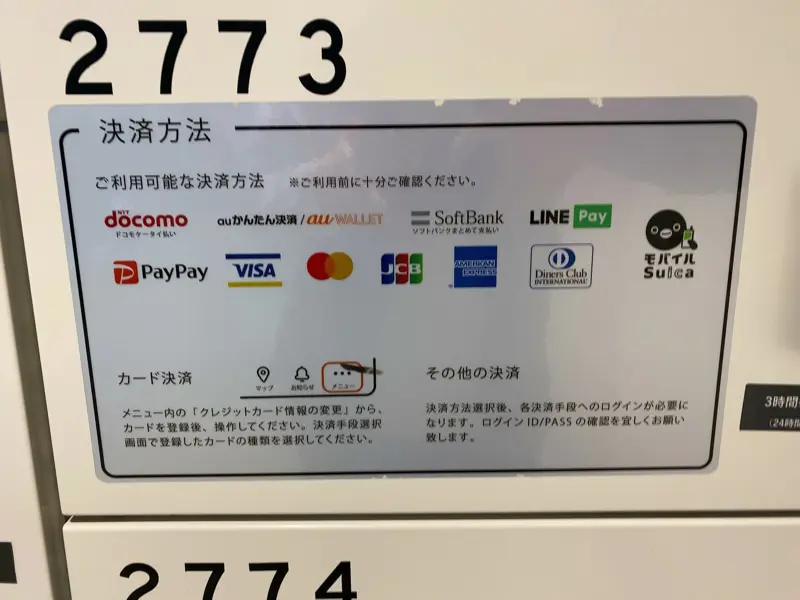 2773
決済方法
ご利用可能な決済方法 ※ご利用前に十分ご確認ください。
NTT docomo
ドコモケータイ払い
auかんたん決済 / au WALLET
SoftBank
ソフトバンクまとめて支払い
LINE Pay
モバイル
Suica
PayPay
VISA
JCB
AMERICAN EXPRESS
Diners Club
INTERNATIONAL
カード決済
マップ
お知らせ
メニュー
メニュー内の「クレジットカード情報の変更」から、
カードを登録後、操作してください。決済手段選択
画面で登録したカードの種類を選択してください。
その他の決済
決済方法選択後、各決済手段へのログインが必要に
なります。ログインID/PASSの確認を宜しくお願い
致します。
3時間
(24時間
2774